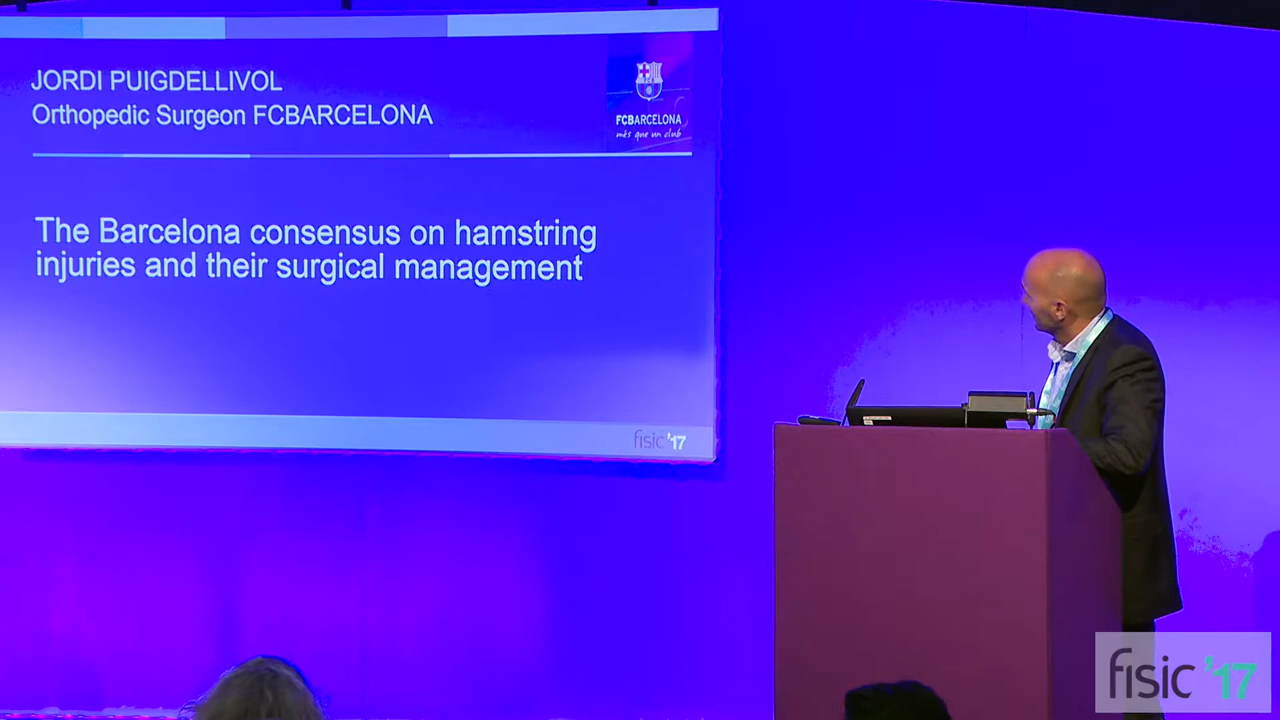 JORDI PUIGDELLIVOL
Orthopedic Surgeon FCBARCELONA
FCBARCELONA
més que un club
The Barcelona consensus on hamstring
injuries and their surgical management
fisic '17
fisic '17